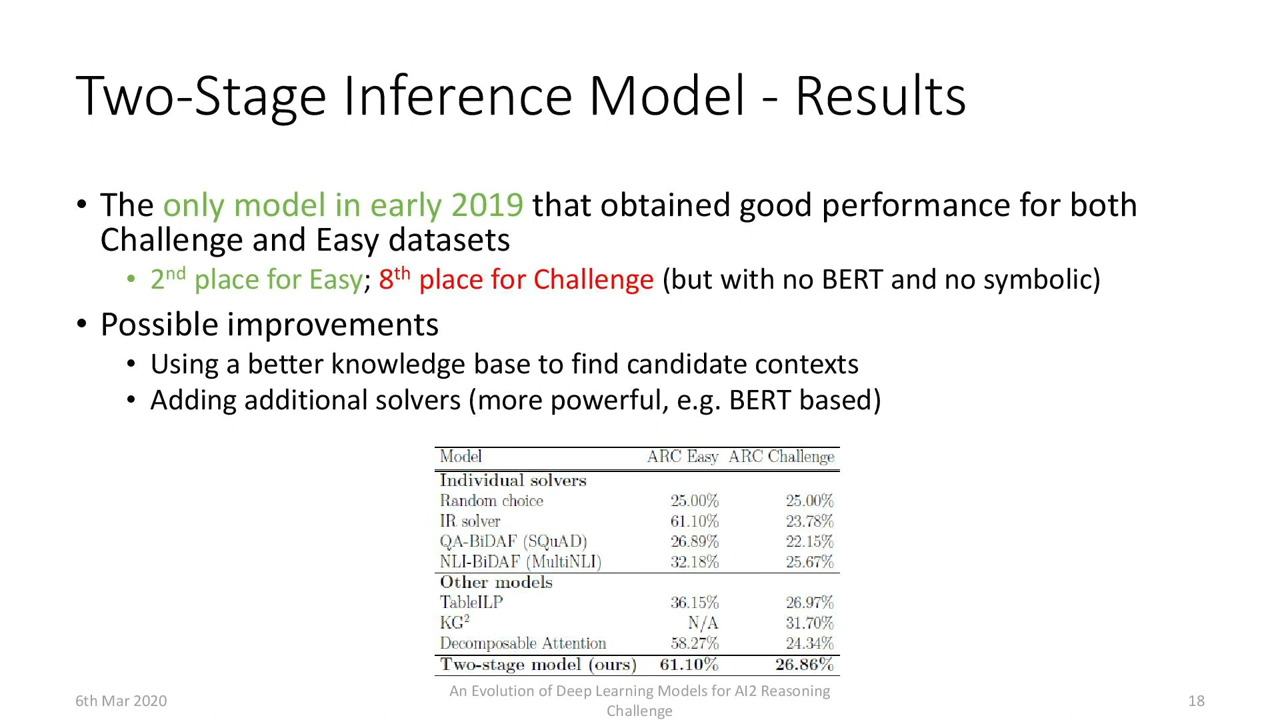 Two-Stage Inference Model - Results
• The only model in early 2019 that obtained good performance for both
Challenge and Easy datasets
• 2nd place for Easy; 8th place for Challenge (but with no BERT and no symbolic)
• Possible improvements
• Using a better knowledge base to find candidate contexts
• Adding additional solvers (more powerful, e.g. BERT based)
Model ARC Easy ARC Challenge
Individual solvers
Random choice 25.00% 25.00%
IR solver 61.10% 23.78%
QA-BiDAF (SQuAD) 26.89% 22.15%
NLI-BiDAF (MultiNLI) 32.18% 25.67%
Other models
TableILP 36.15% 26.97%
KG² N/A 31.70%
Decomposable Attention 58.27% 24.34%
Two-stage model (ours) 61.10% 26.86%
6th Mar 2020
An Evolution of Deep Learning Models for AI2 Reasoning
Challenge
18